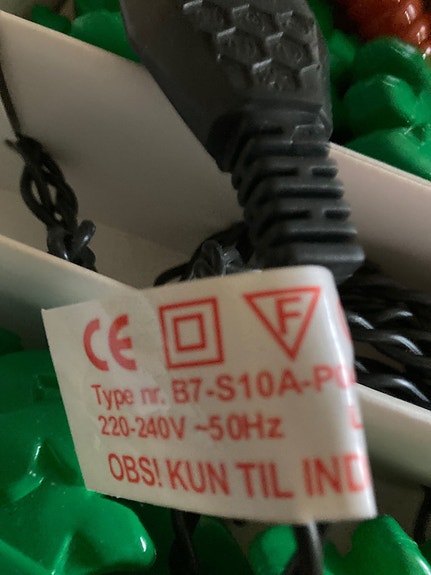 CE F
Type nr. B7-S10A-P
220-240V ~50Hz
OBS! KUN TIL IND